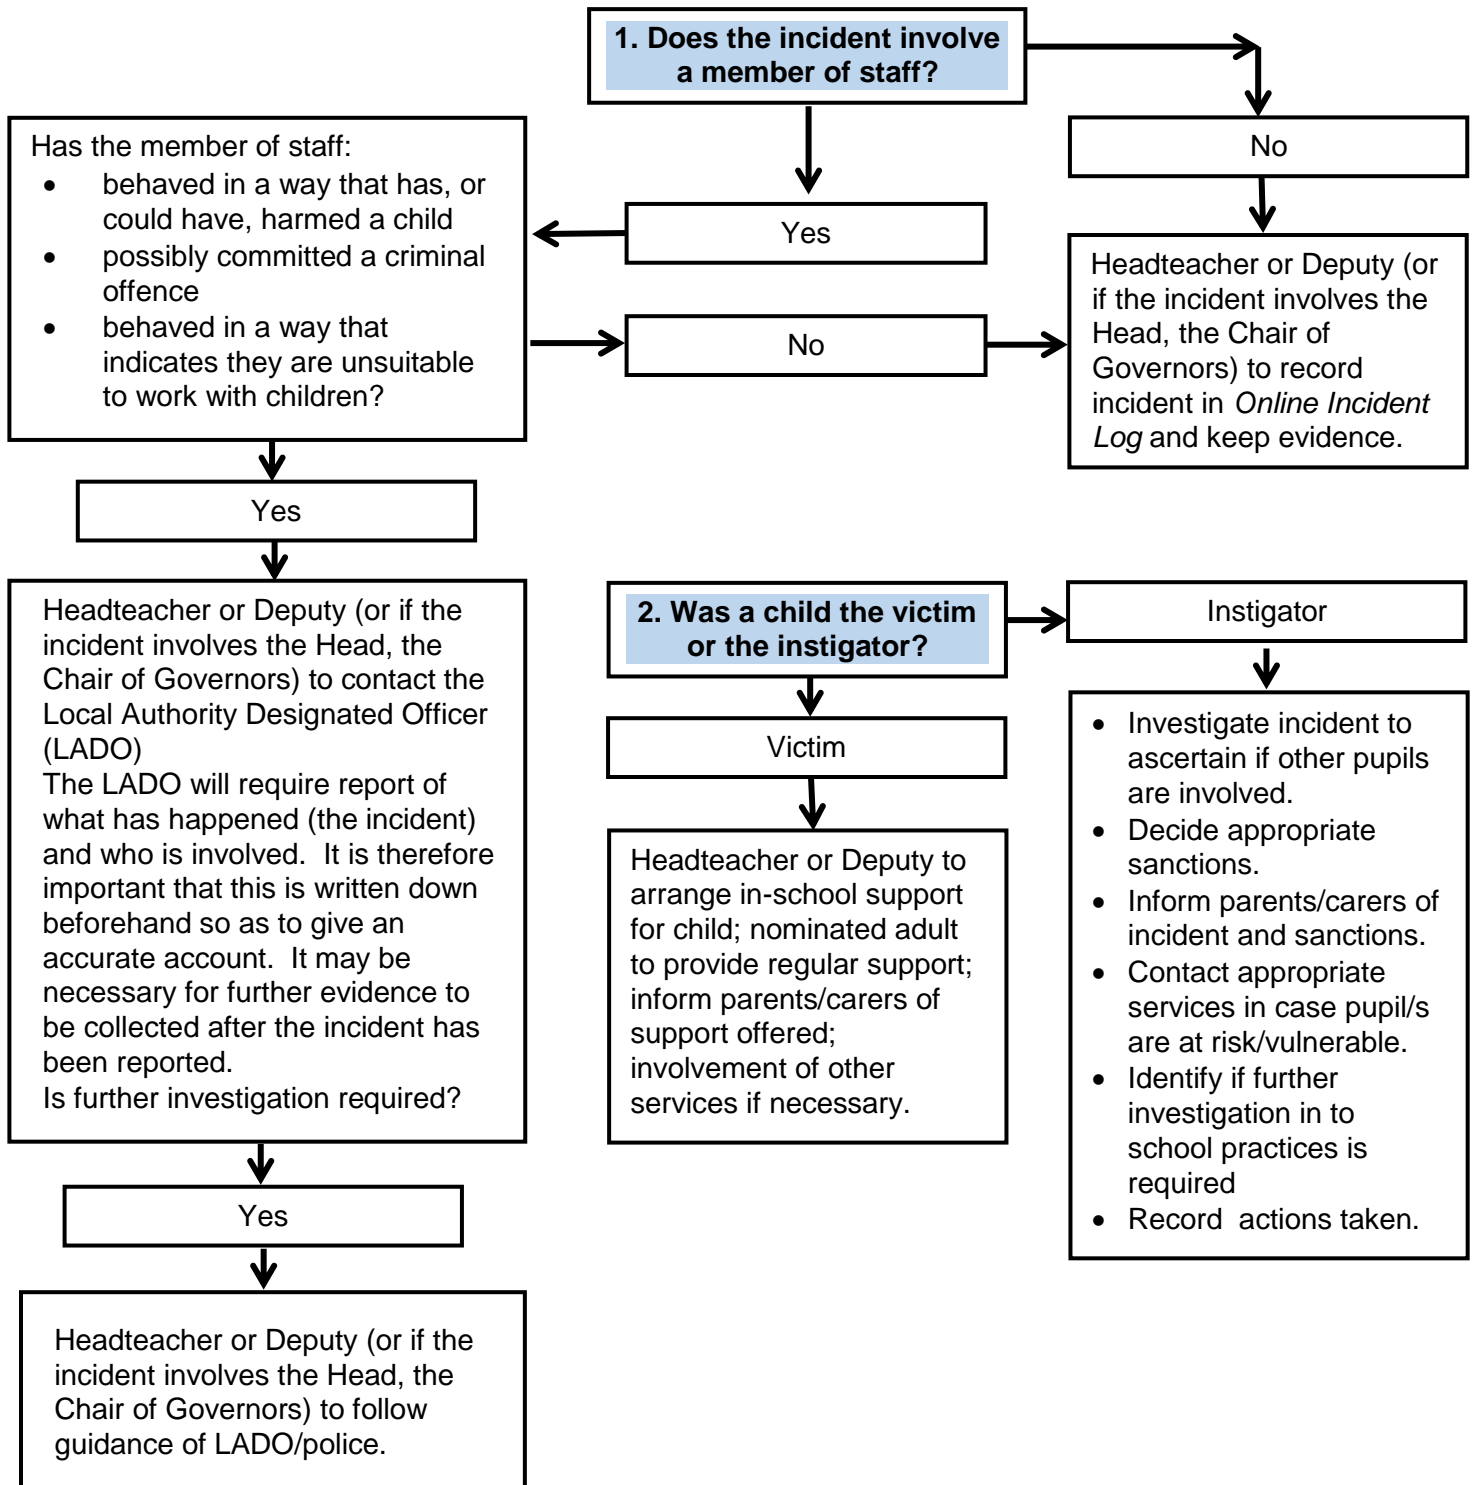 1. Does the incident involve
a member of staff?
No
Headteacher or Deputy (or
if the incident involves the
Head, the Chair of
Governors) to record
incident in Online Incident
Log and keep evidence.
Yes
Has the member of staff:
• behaved in a way that has, or
could have, harmed a child
• possibly committed a criminal
offence
• behaved in a way that
indicates they are unsuitable
to work with children?
No
Yes
Headteacher or Deputy (or if the
incident involves the Head, the
Chair of Governors) to contact the
Local Authority Designated Officer
(LADO)
The LADO will require report of
what has happened (the incident)
and who is involved.  It is therefore
important that this is written down
beforehand so as to give an
accurate account.  It may be
necessary for further evidence to
be collected after the incident has
been reported.
Is further investigation required?
Yes
Headteacher or Deputy (or if the
incident involves the Head, the
Chair of Governors) to follow
guidance of LADO/police.
2. Was a child the victim
or the instigator?
Victim
Headteacher or Deputy to
arrange in-school support
for child; nominated adult
to provide regular support;
inform parents/carers of
support offered;
involvement of other
services if necessary.
Instigator
• Investigate incident to
ascertain if other pupils
are involved.
• Decide appropriate
sanctions.
• Inform parents/carers of
incident and sanctions.
• Contact appropriate
services in case pupil/s
are at risk/vulnerable.
• Identify if further
investigation in to
school practices is
required
• Record  actions taken.